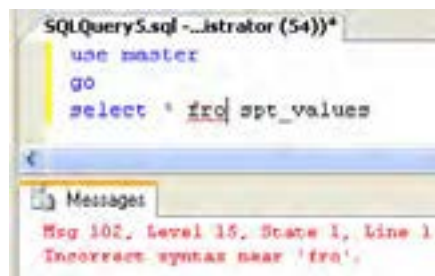 SQLQuery5.sql -...istrator (54))*
use master
go
select * fro spt_values
Messages
Msg 102, Level 15, State 1, Line 1
Incorrect syntax near 'fro'.